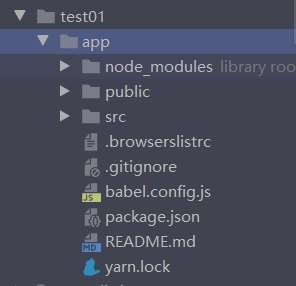 test01
app
node_modules library roo
public
src
.browserslistrc
.gitignore
babel.config.js
package.json
README.md
yarn.lock